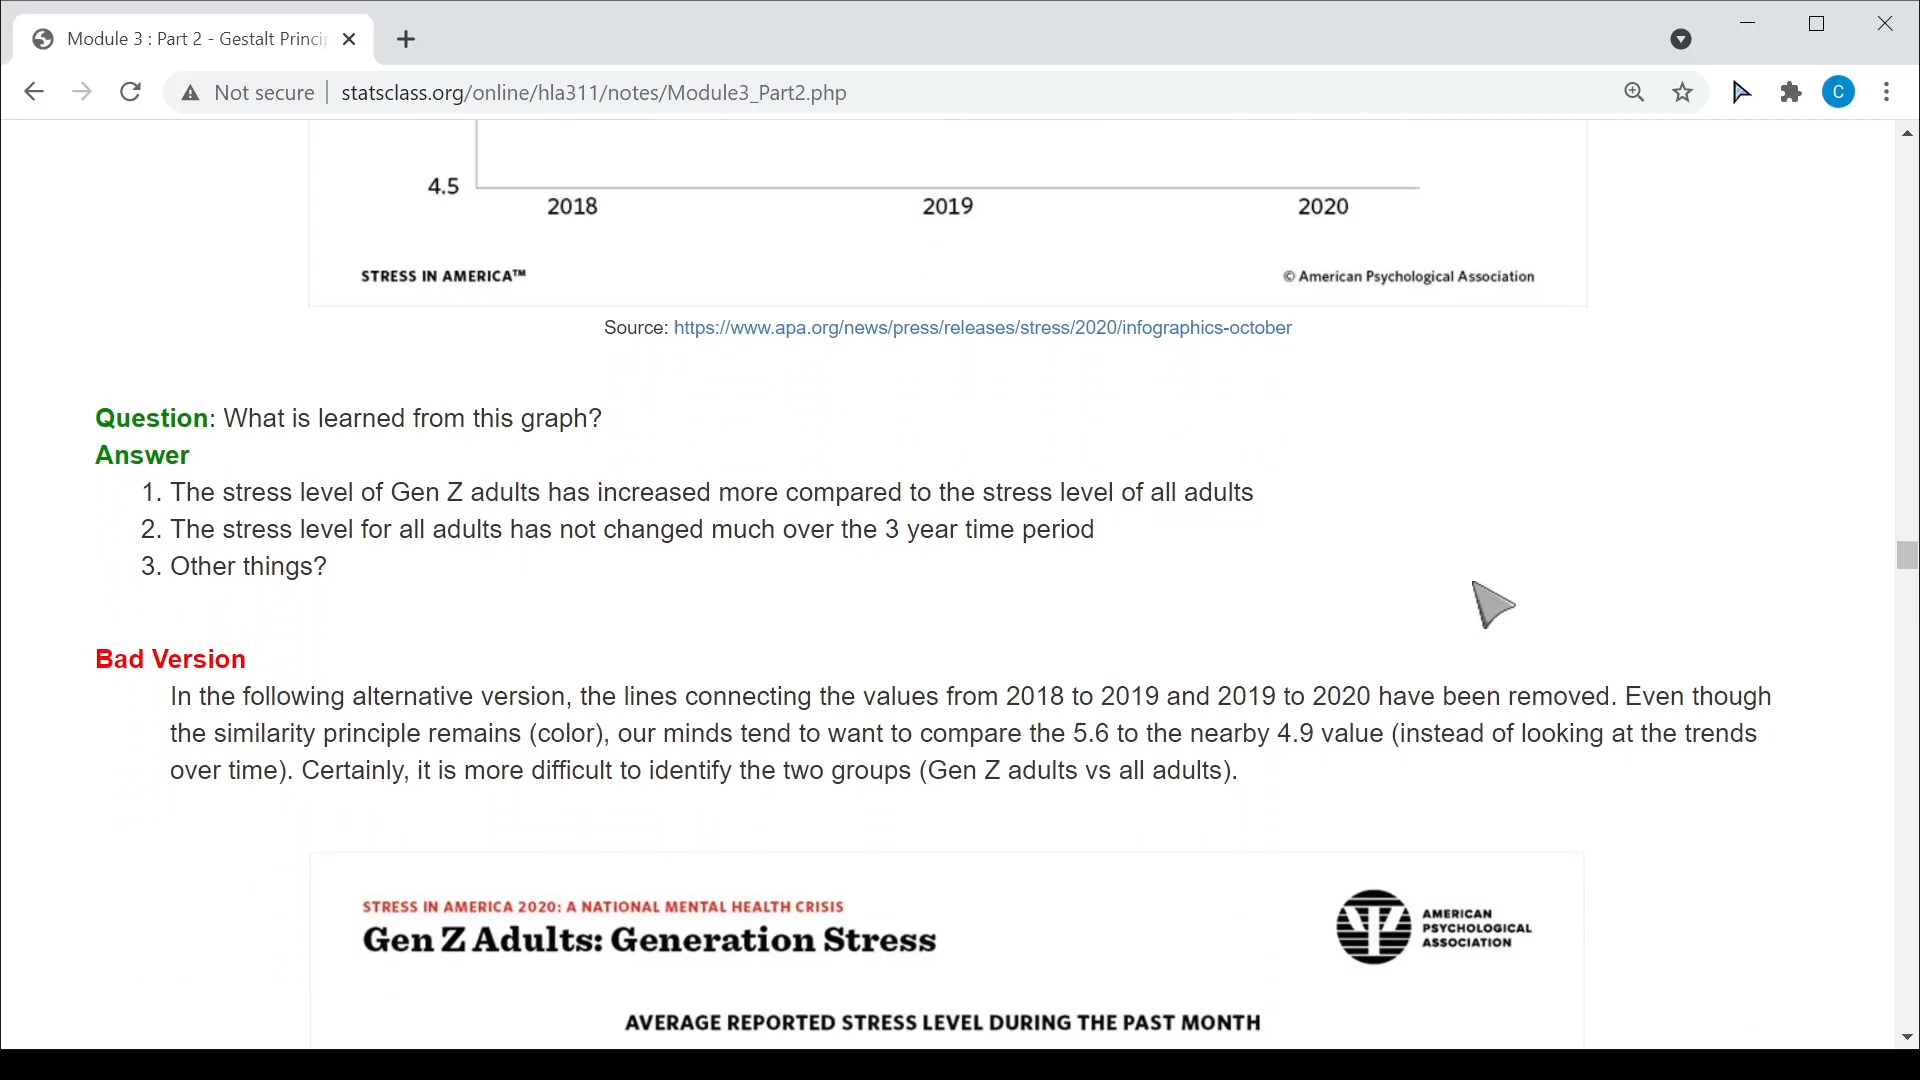 Module 3 : Part 2 - Gestalt Princip
Not secure
statsclass.org/online/hla311/notes/Module3_Part2.php
C
4.5
2018 2019 2020
STRESS IN AMERICA™ © American Psychological Association
Source: https://www.apa.org/news/press/releases/stress/2020/infographics-october
Question: What is learned from this graph?
Answer
1. The stress level of Gen Z adults has increased more compared to the stress level of all adults
2. The stress level for all adults has not changed much over the 3 year time period
3. Other things?
Bad Version
In the following alternative version, the lines connecting the values from 2018 to 2019 and 2019 to 2020 have been removed. Even though
the similarity principle remains (color), our minds tend to want to compare the 5.6 to the nearby 4.9 value (instead of looking at the trends
over time). Certainly, it is more difficult to identify the two groups (Gen Z adults vs all adults).
STRESS IN AMERICA 2020: A NATIONAL MENTAL HEALTH CRISIS
Gen Z Adults: Generation Stress
AMERICAN
PSYCHOLOGICAL
ASSOCIATION
AVERAGE REPORTED STRESS LEVEL DURING THE PAST MONTH